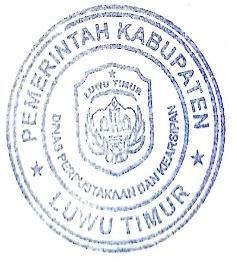 PEMERINTAH KABUPATEN
LUWU TIMUR
DINAS PERPUSTAKAAN DAN KEARSIPAN
LUWU TIMUR